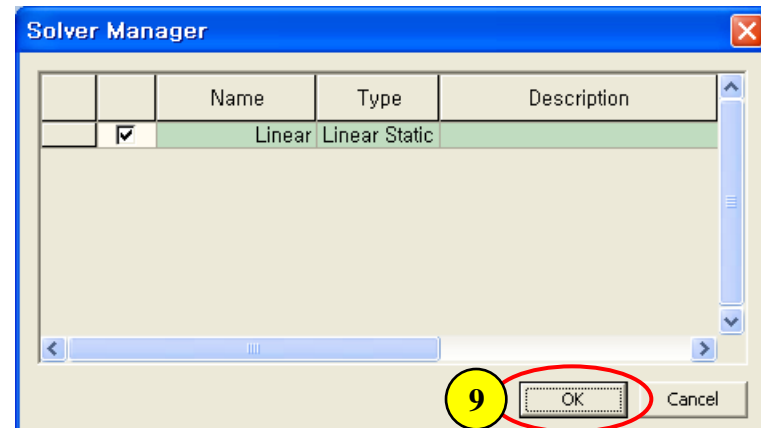 Solver Manager
Name Type Description
Linear Linear Static
9 OK Cancel